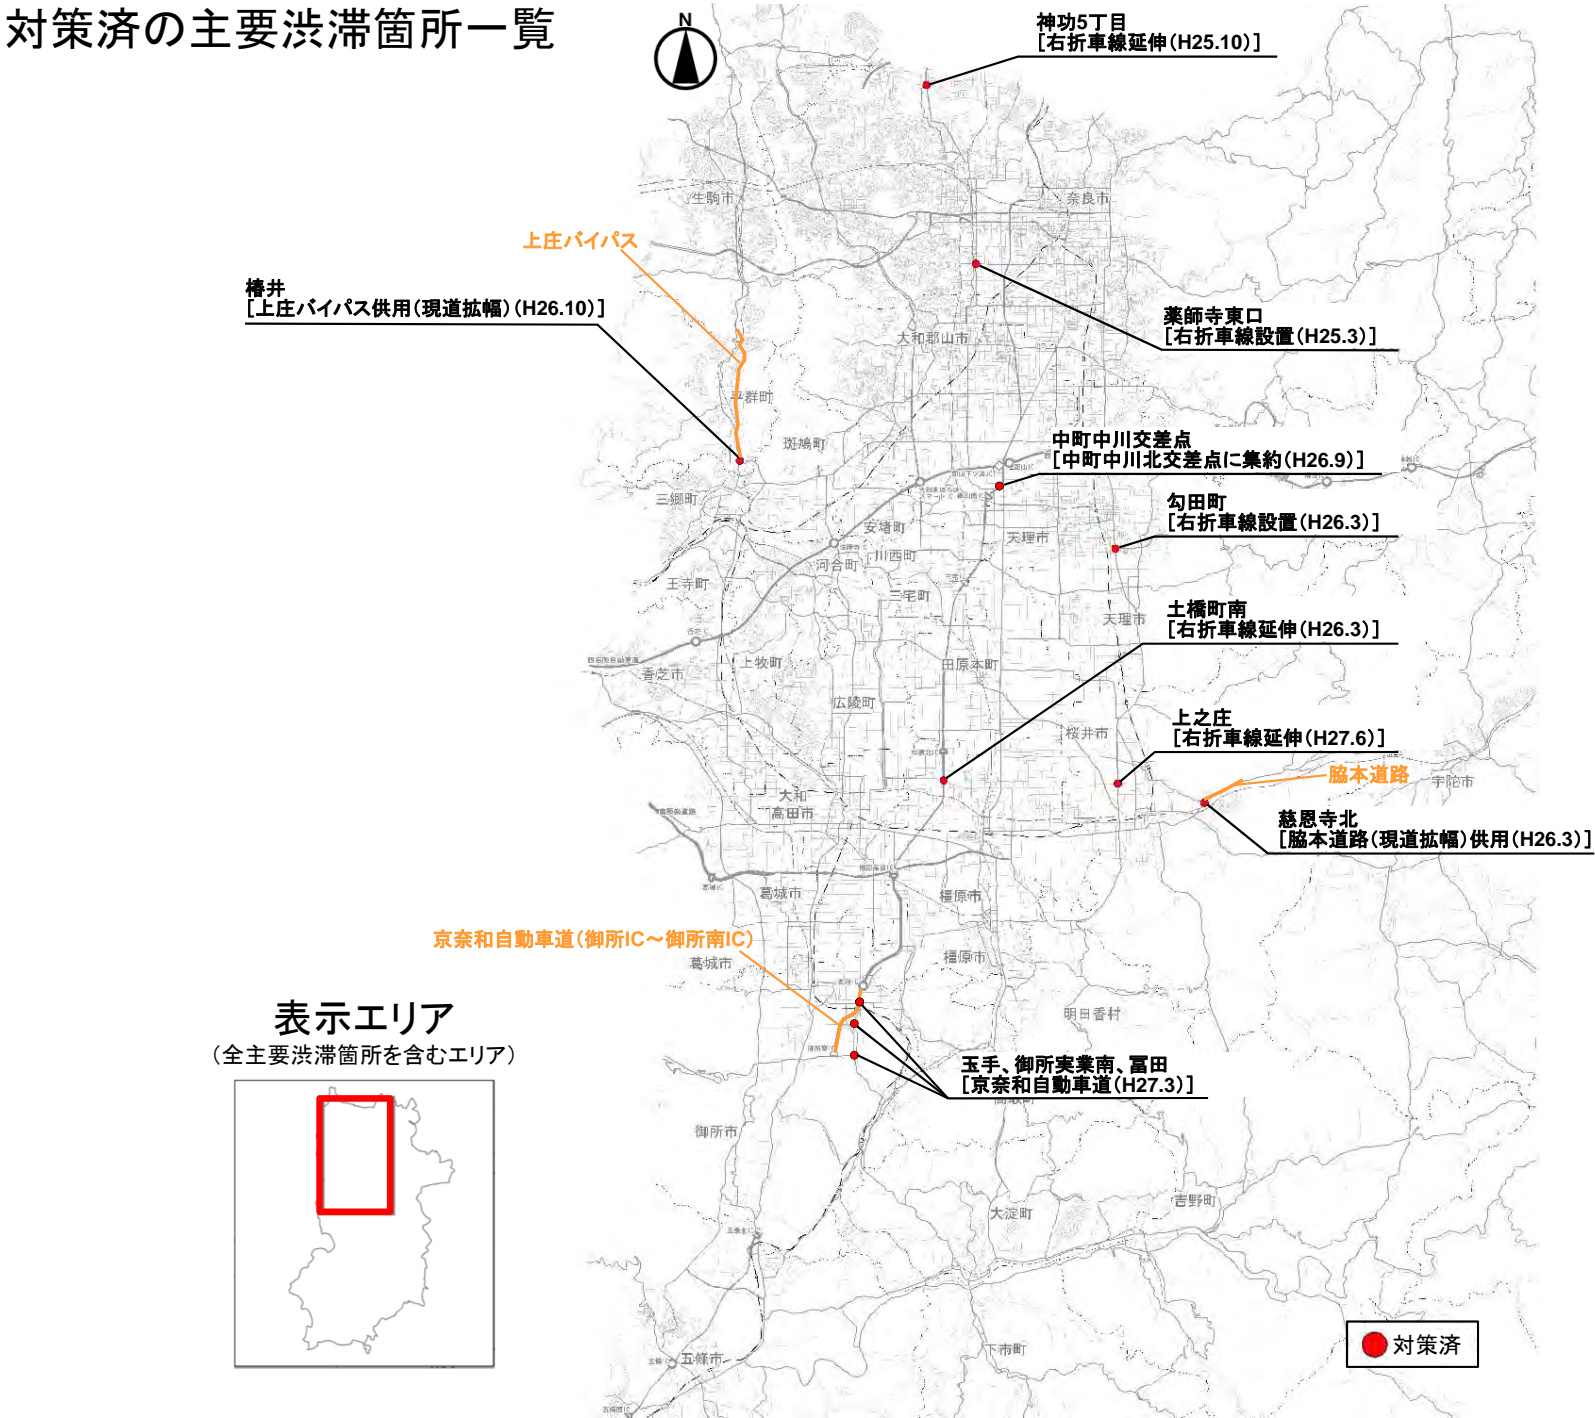 対策済の主要渋滞箇所一覧
N
神功5丁目
[右折車線延伸(H25.10)]
生駒市
奈良市
上庄バイパス
椿井
[上庄バイパス供用(現道拡幅)(H26.10)]
薬師寺東口
[右折車線設置(H25.3)]
大和郡山市
平群町
斑鳩町
中町中川交差点
[中町中川北交差点に集約(H26.9)]
三郷町
勾田町
[右折車線設置(H26.3)]
安堵町
天理市
川西町
河合町
王寺町
三宅町
土橋町南
[右折車線延伸(H26.3)]
天理市
上牧町
田原本町
香芝市
広陵町
上之庄
[右折車線延伸(H27.6)]
桜井市
脇本道路
宇陀市
大和
高田市
慈恩寺北
[脇本道路(現道拡幅)供用(H26.3)]
葛城市
橿原市
京奈和自動車道(御所IC～御所南IC)
葛城市
橿原市
明日香村
表示エリア
(全主要渋滞箇所を含むエリア)
玉手、御所実業南、冨田
[京奈和自動車道(H27.3)]
御所市
吉野町
大淀町
下市町
五條市
対策済